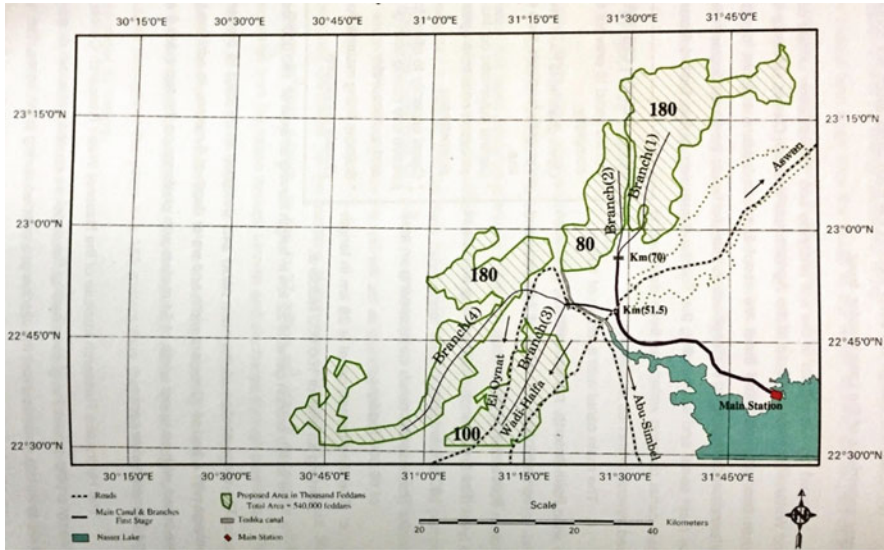 30°15'0"E 30°30'0"E 30°45'0"E 31°0'0"E 31°15'0"E 31°30'0"E 31°45'0"E
23°15'0"N
23°15'0"N
180
Aswan
Branch(1)
Branch(2)
23°0'0"N
23°0'0"N
80
Km(70)
180
Km(51.5)
22°45'0"N
22°45'0"N
Branch(4)
Branch(3)
El-Oynat
Wadi-Halfa
Abu-Simbel
Main Station
100
22°30'0"N
22°30'0"N
30°15'0"E 30°30'0"E 30°45'0"E 31°0'0"E 31°15'0"E 31°30'0"E 31°45'0"E
Roads
Main Canal & Branches
First Stage
Nasser Lake
Proposed Area in Thousand Feddans
Total Area = 540,000 feddans
Toshka canal
Main Station
Scale
20 0 20 40 Kilometers
N